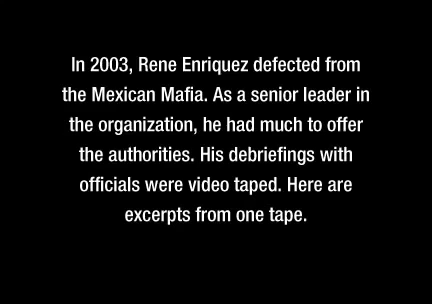 In 2003, Rene Enriquez defected from
the Mexican Mafia. As a senior leader in
the organization, he had much to offer
the authorities. His debriefings with
officials were video taped. Here are
excerpts from one tape.